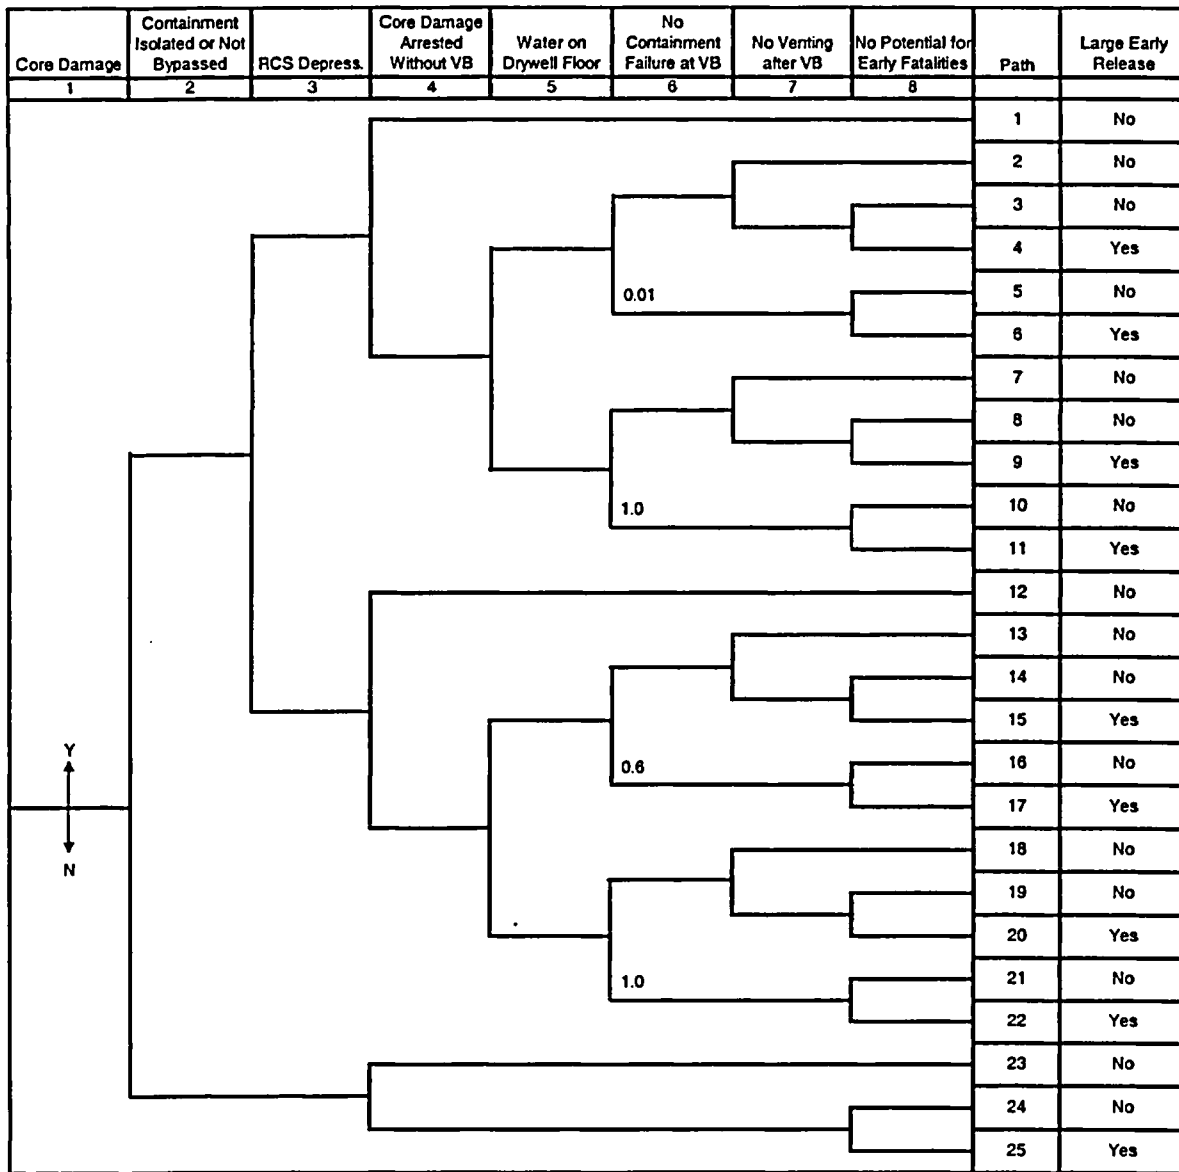 Core Damage
Containment
Isolated or Not
Bypassed
RCS Depress.
Core Damage
Arrested
Without VB
Water on
Drywell Floor
No
Containment
Failure at VB
No Venting
after VB
No Potential for
Early Fatalities
Path
Large Early
Release
1 2 3 4 5 6 7 8
1 No
2 No
3 No
4 Yes
0.01
5 No
6 Yes
7 No
8 No
9 Yes
1.0
10 No
11 Yes
12 No
13 No
14 No
15 Yes
Y
0.6
16 No
17 Yes
N
18 No
19 No
20 Yes
1.0
21 No
22 Yes
23 No
24 No
25 Yes